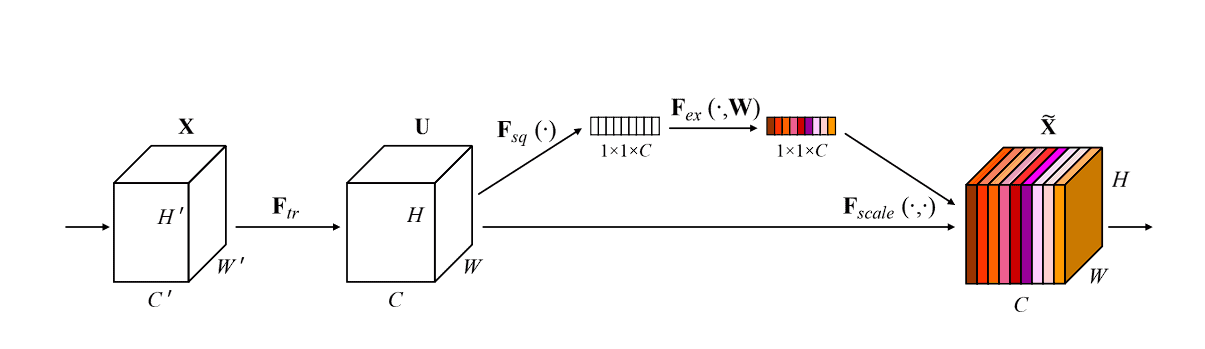 X
H′
W′
C′
F_tr
U
H
W
C
F_sq (·)
1×1×C
F_ex (·,W)
1×1×C
F_scale (·,·)
X̃
H
W
C